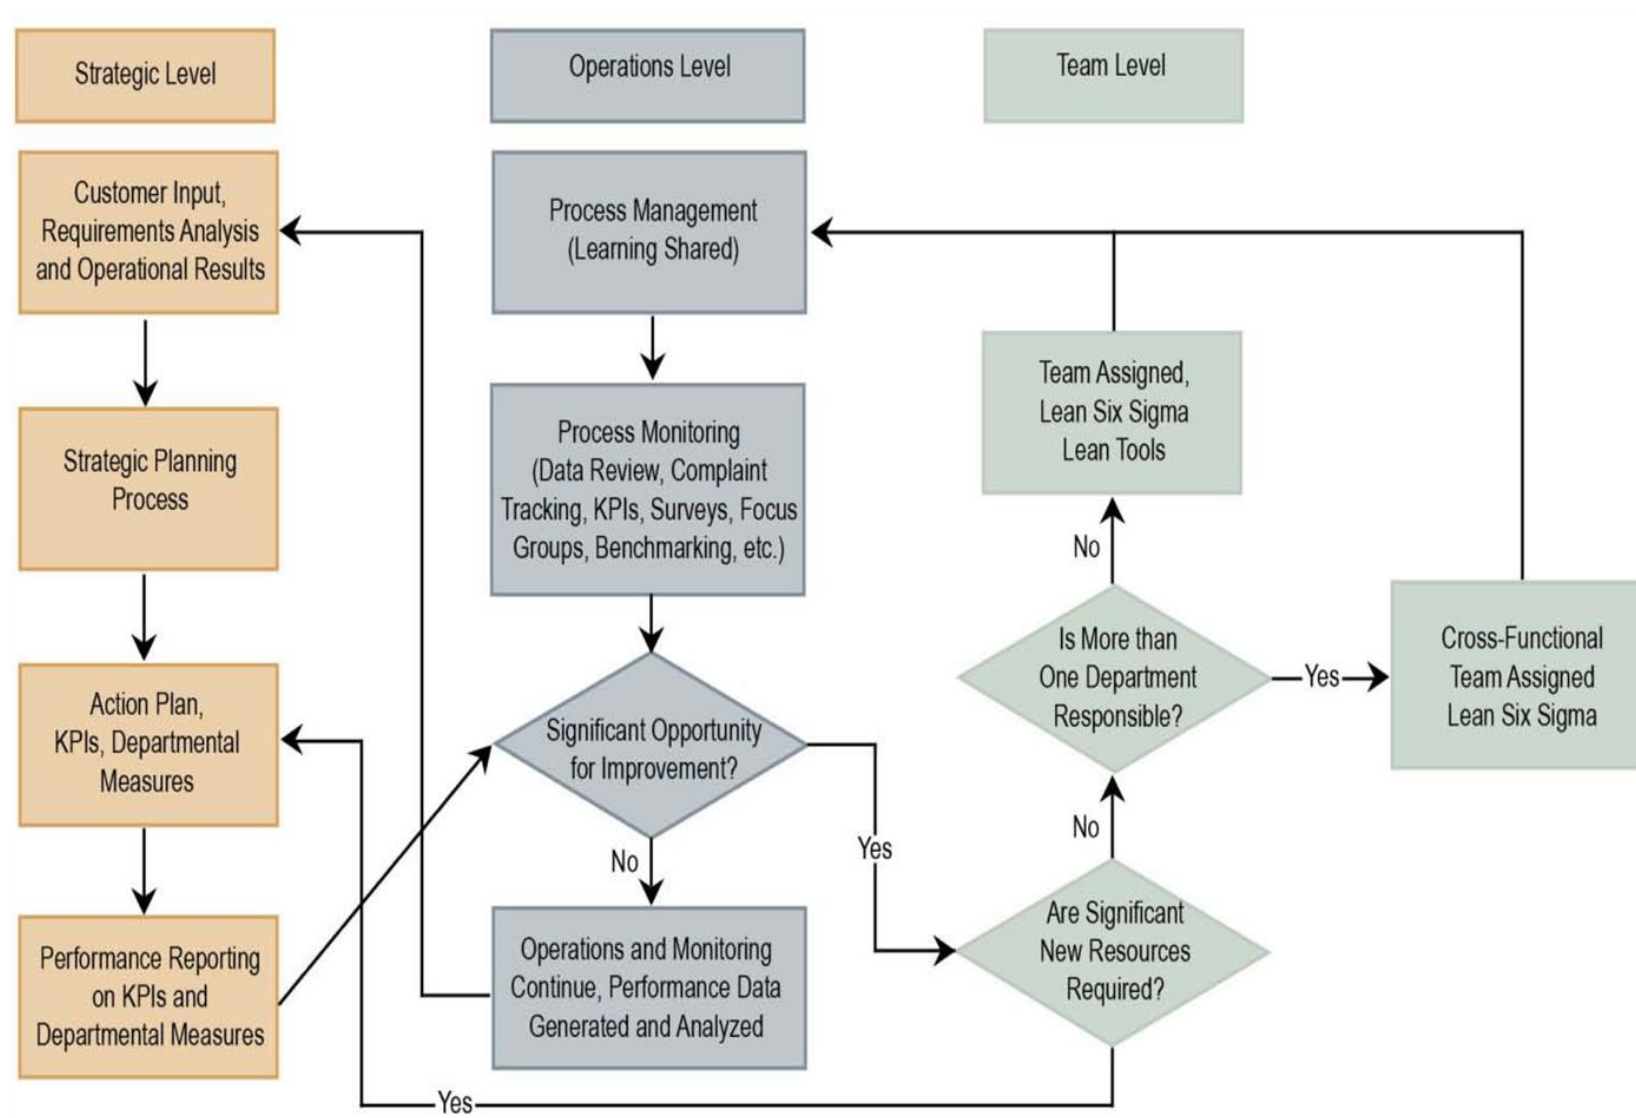 Strategic Level
Operations Level
Team Level
Customer Input,
Requirements Analysis
and Operational Results
Strategic Planning
Process
Action Plan,
KPIs, Departmental
Measures
Performance Reporting
on KPIs and
Departmental Measures
Process Management
(Learning Shared)
Process Monitoring
(Data Review, Complaint
Tracking, KPIs, Surveys, Focus
Groups, Benchmarking, etc.)
Significant Opportunity
for Improvement?
No
Yes
Operations and Monitoring
Continue, Performance Data
Generated and Analyzed
Team Assigned,
Lean Six Sigma
Lean Tools
No
Is More than
One Department
Responsible?
Yes
Cross-Functional
Team Assigned
Lean Six Sigma
No
Are Significant
New Resources
Required?
Yes